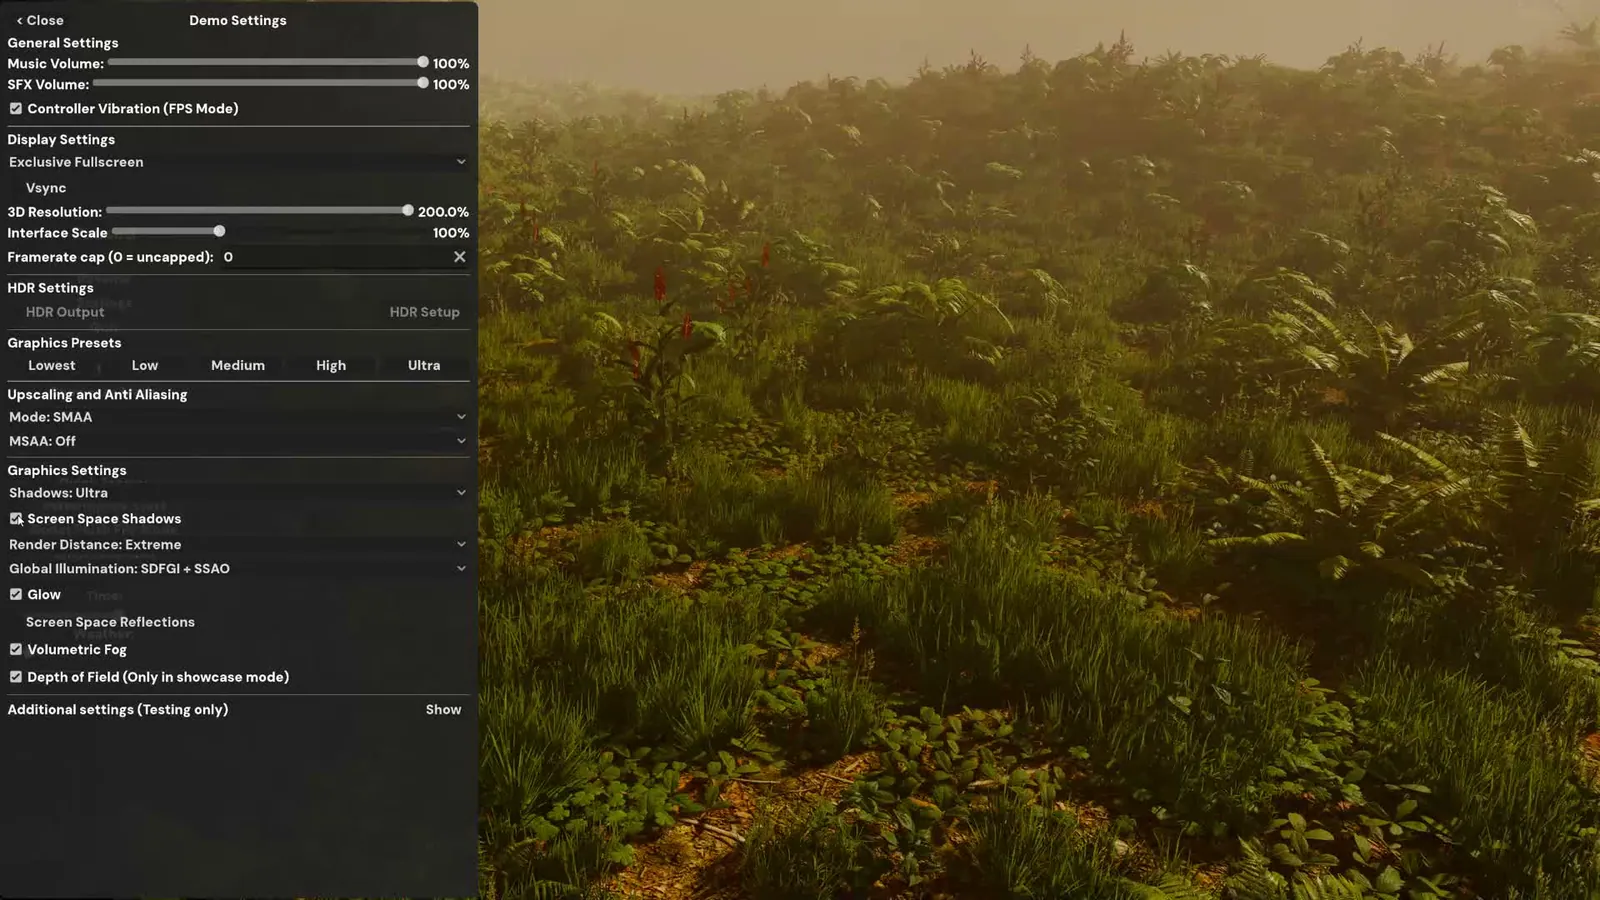 < Close
Demo Settings
General Settings
Music Volume: 100%
SFX Volume: 100%
Controller Vibration (FPS Mode)
Display Settings
Exclusive Fullscreen
Vsync
3D Resolution: 200.0%
Interface Scale 100%
Framerate cap (0 = uncapped): 0
HDR Settings
HDR Output HDR Setup
Graphics Presets
Lowest Low Medium High Ultra
Upscaling and Anti Aliasing
Mode: SMAA
MSAA: Off
Graphics Settings
Shadows: Ultra
Screen Space Shadows
Render Distance: Extreme
Global Illumination: SDFGI + SSAO
Glow
Time:
Screen Space Reflections
Weather:
Volumetric Fog
Depth of Field (Only in showcase mode)
Additional settings (Testing only) Show